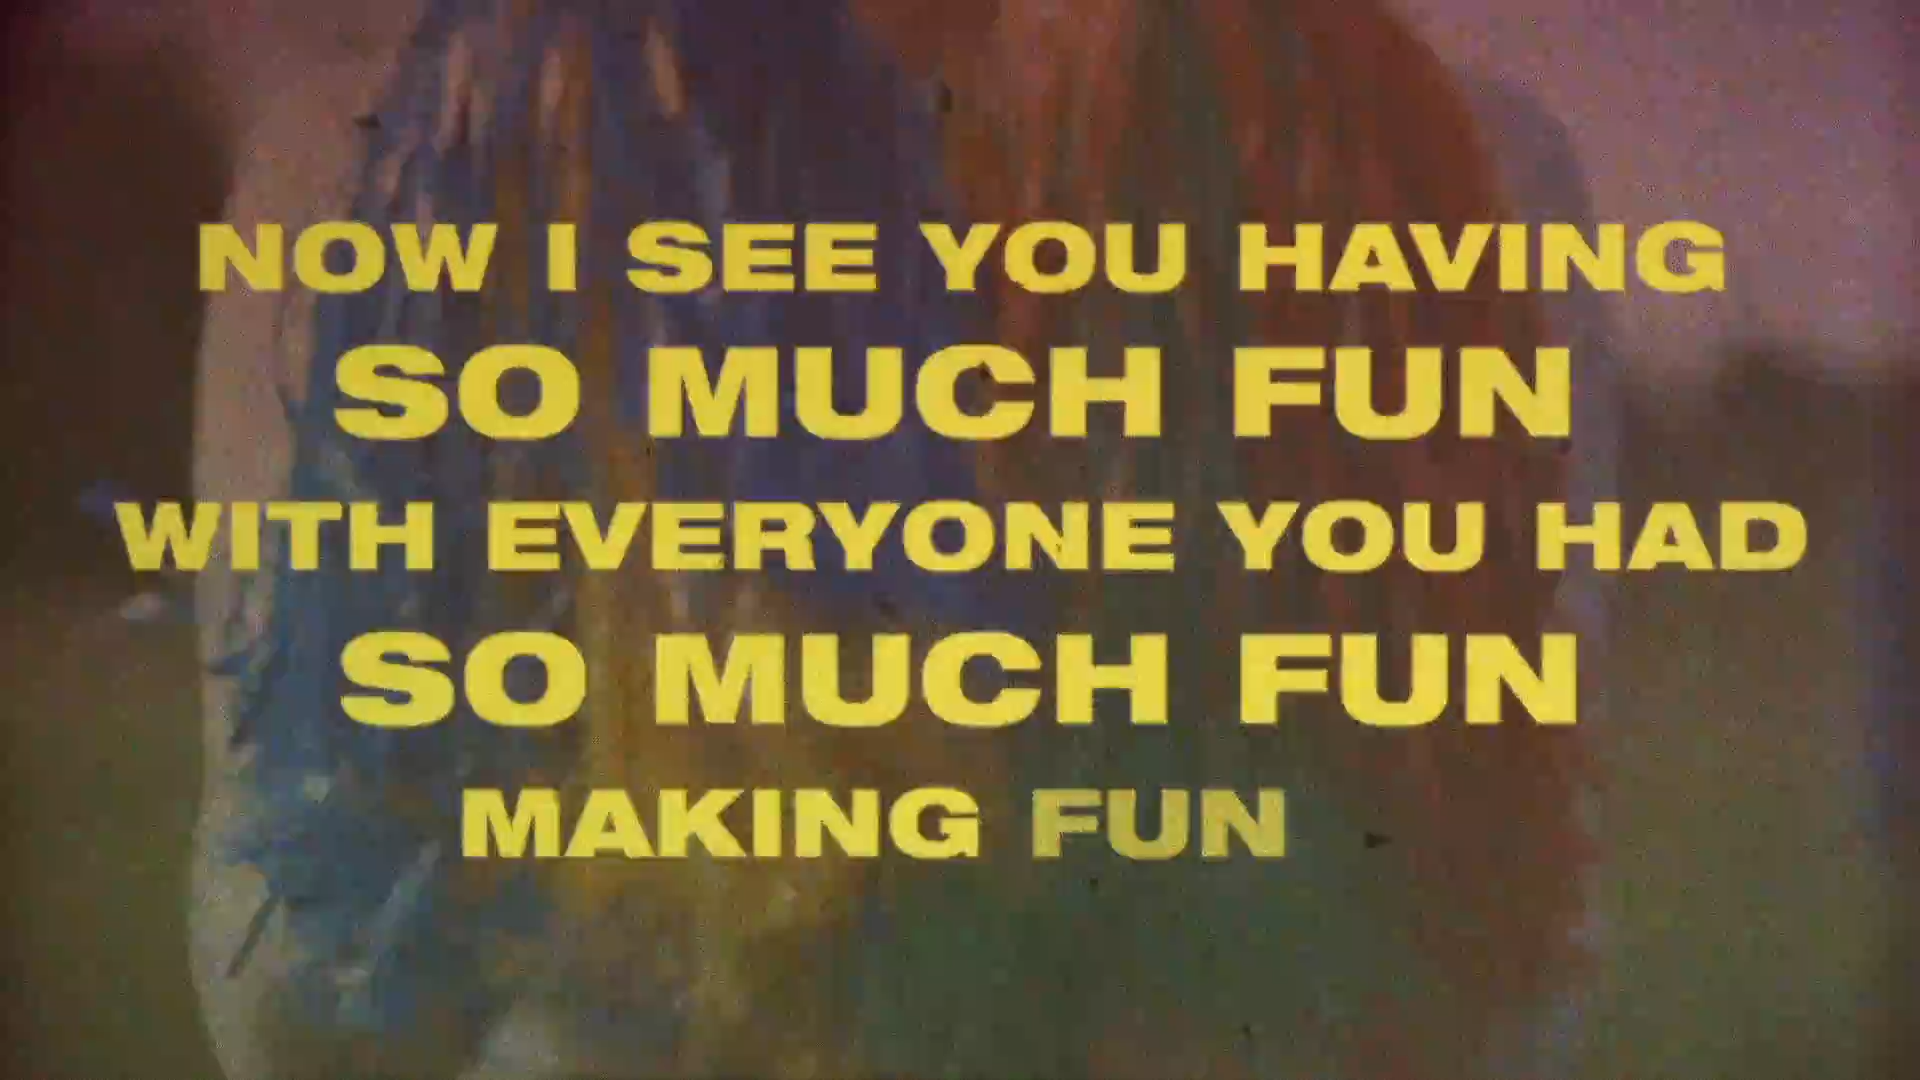 NOW I SEE YOU HAVING
SO MUCH FUN
WITH EVERYONE YOU HAD
SO MUCH FUN
MAKING FUN